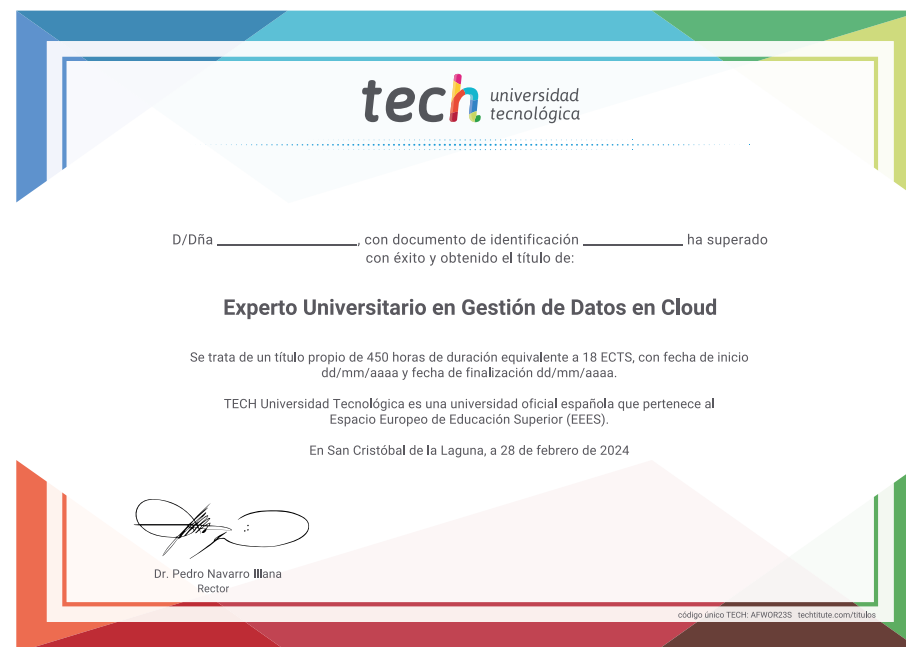 tech universidad
tecnológica
D/Dña ____________________, con documento de identificación ______________ ha superado
con éxito y obtenido el título de:
Experto Universitario en Gestión de Datos en Cloud
Se trata de un título propio de 450 horas de duración equivalente a 18 ECTS, con fecha de inicio
dd/mm/aaaa y fecha de finalización dd/mm/aaaa.
TECH Universidad Tecnológica es una universidad oficial española que pertenece al
Espacio Europeo de Educación Superior (EEES).
En San Cristóbal de la Laguna, a 28 de febrero de 2024
Dr. Pedro Navarro Illana
Rector
código único TECH: AFWOR23S techtitute.com/titulos